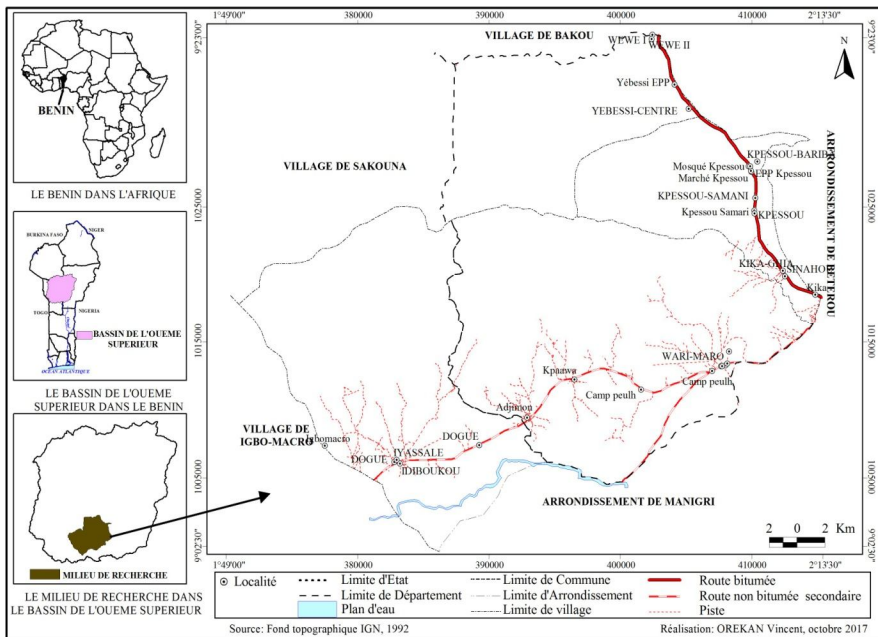 BENIN
LE BENIN DANS L'AFRIQUE
BURKINA FASO
NIGER
TOGO
NIGERIA
BASSIN DE L'OUEME
SUPERIEUR
OCEAN ATLANTIQUE
LE BASSIN DE L'OUEME
SUPERIEUR DANS LE BENIN
MILIEU DE RECHERCHE
LE MILIEU DE RECHERCHE DANS
LE BASSIN DE L'OUEME SUPERIEUR
1°49'00"
380000
390000
400000
410000
2°13'30"
9°23'00"
9°23'00"
1025000
1025000
1015000
1015000
1005000
1005000
9°02'30"
9°02'30"
N
VILLAGE DE BAKOU
WEWE I
WEWE II
Yébessi EPP
YEBESSI-CENTRE
VILLAGE DE SAKOUNA
KPESSOU-BARIB
Mosqué Kpessou
EPP Kpessou
Marché Kpessou
KPESSOU-SAMANI
Kpessou Samari
KPESSOU
ARRONDISSEMENT DE BETEROU
KIKA-GHIA
SINAHO
Kika
WARI-MARO
Kpaawa
Camp peulh
Camp peulh
Adjimon
VILLAGE DE
IGBO-MACRO
Igbomacro
DOGUE
DOGUE
IYASSALE
IDIBOUKOU
ARRONDISSEMENT DE MANIGRI
2 0 2 Km
Localité
Limite d'Etat
Limite de Commune
Route bitumée
Limite de Département
Limite d'Arrondissement
Route non bitumée secondaire
Plan d'eau
Limite de village
Piste
Source: Fond topographique IGN, 1992
Réalisation: OREKAN Vincent, octobre 2017
1°49'00"
380000
390000
400000
410000
2°13'30"